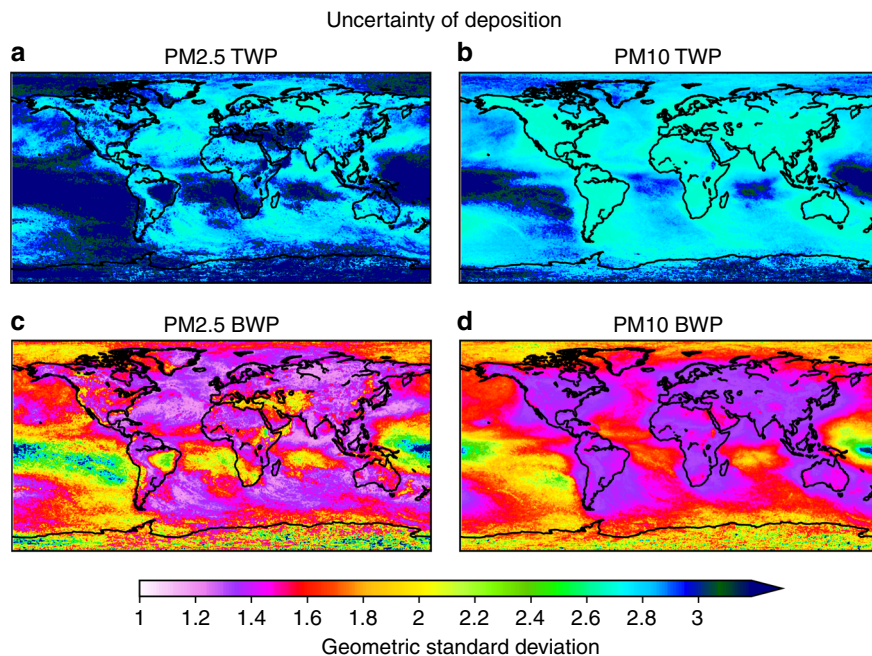 Uncertainty of deposition
a
PM2.5 TWP
b
PM10 TWP
c
PM2.5 BWP
d
PM10 BWP
1 1.2 1.4 1.6 1.8 2 2.2 2.4 2.6 2.8 3
Geometric standard deviation